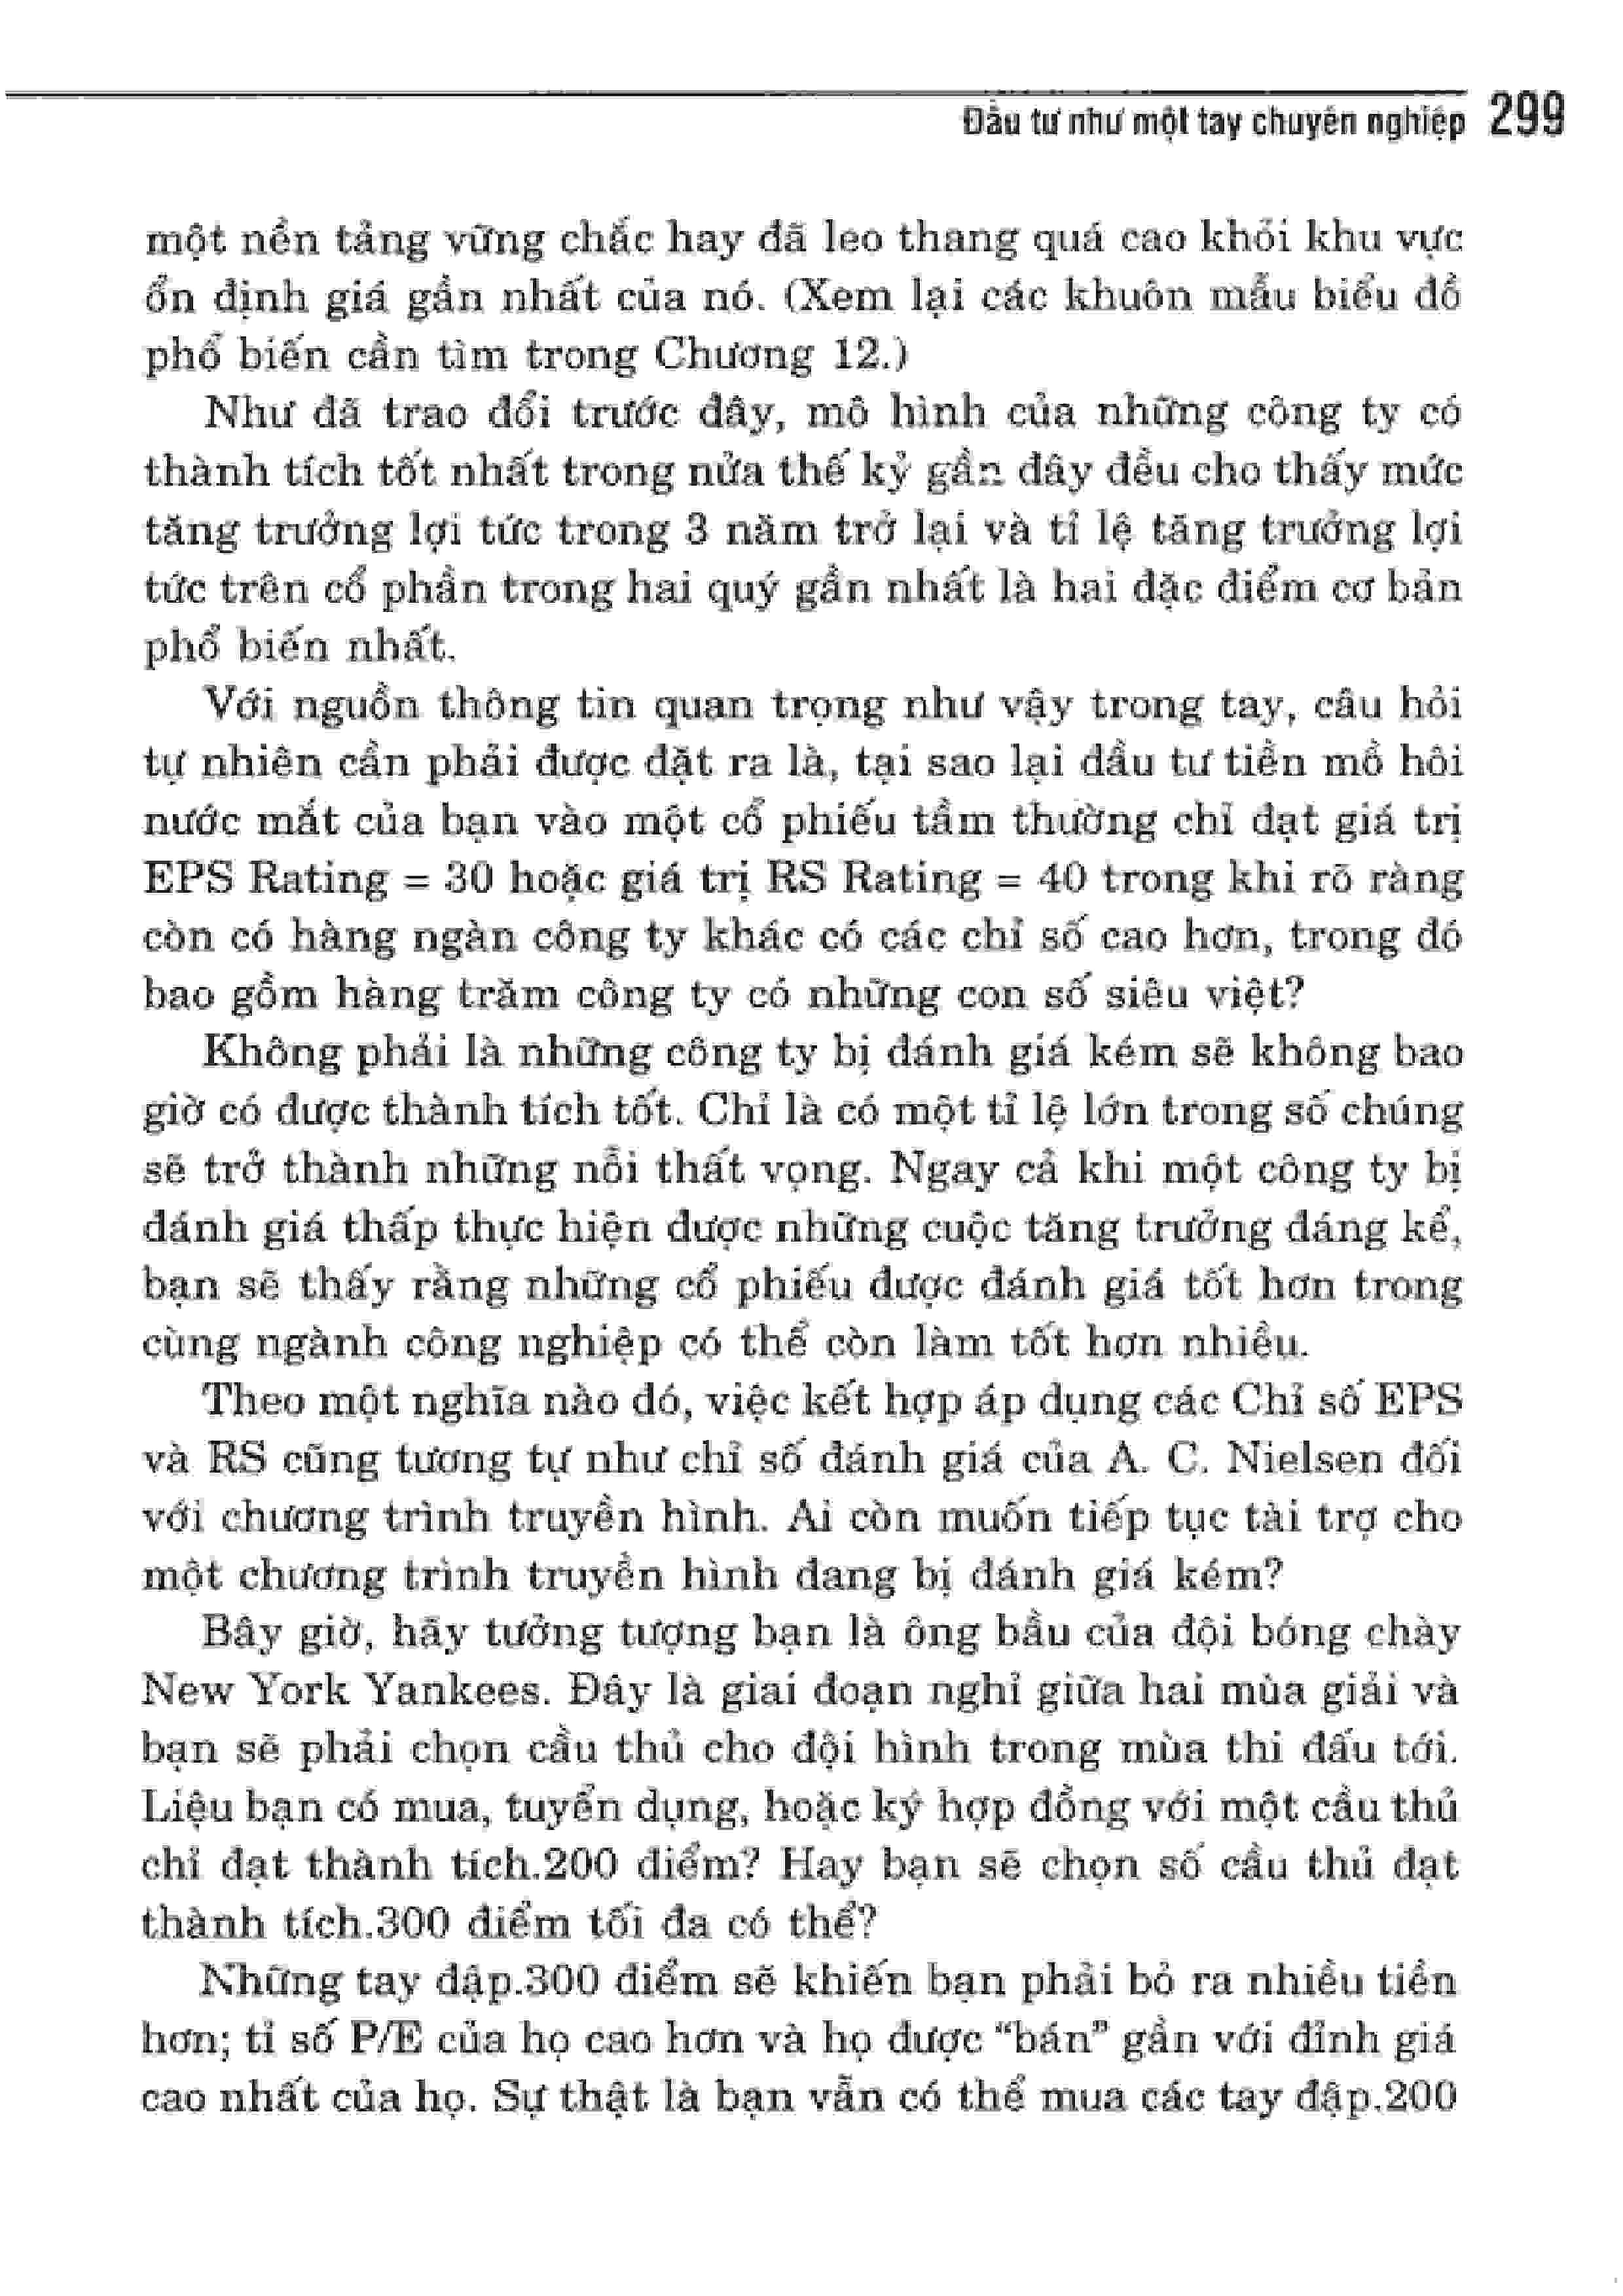 Đầu tư như một tay chuyên nghiệp 299
một nền tảng vững chắc hay đã leo thang quá cao khỏi khu vực
ổn định giá gần nhất của nó. (Xem lại các khuôn mẫu biểu đồ
phổ biến cần tìm trong Chương 12.)
Như đã trao đổi trước đây, mô hình của những công ty có
thành tích tốt nhất trong nửa thế kỷ gần đây đều cho thấy mức
tăng trưởng lợi tức trong 3 năm trở lại và tỉ lệ tăng trưởng lợi
tức trên cổ phần trong hai quý gần nhất là hai đặc điểm cơ bản
phổ biến nhất.
Với nguồn thông tin quan trọng như vậy trong tay, câu hỏi
tự nhiên cần phải được đặt ra là, tại sao lại đầu tư tiền mồ hôi
nước mắt của bạn vào một cổ phiếu tầm thường chỉ đạt giá trị
EPS Rating = 30 hoặc giá trị RS Rating = 40 trong khi rõ ràng
còn có hàng ngàn công ty khác có các chỉ số cao hơn, trong đó
bao gồm hàng trăm công ty có những con số siêu việt?
Không phải là những công ty bị đánh giá kém sẽ không bao
giờ có được thành tích tốt. Chỉ là có một tỉ lệ lớn trong số chúng
sẽ trở thành những nỗi thất vọng. Ngay cả khi một công ty bị
đánh giá thấp thực hiện được những cuộc tăng trưởng đáng kể,
bạn sẽ thấy rằng những cổ phiếu được đánh giá tốt hơn trong
cùng ngành công nghiệp có thể còn làm tốt hơn nhiều.
Theo một nghĩa nào đó, việc kết hợp áp dụng các Chỉ số EPS
và RS cũng tương tự như chỉ số đánh giá của A. C. Nielsen đối
với chương trình truyền hình. Ai còn muốn tiếp tục tài trợ cho
một chương trình truyền hình đang bị đánh giá kém?
Bây giờ, hãy tưởng tượng bạn là ông bầu của đội bóng chày
New York Yankees. Đây là giai đoạn nghỉ giữa hai mùa giải và
bạn sẽ phải chọn cầu thủ cho đội hình trong mùa thi đấu tới.
Liệu bạn có mua, tuyển dụng, hoặc ký hợp đồng với một cầu thủ
chỉ đạt thành tích.200 điểm? Hay bạn sẽ chọn số cầu thủ đạt
thành tích.300 điểm tối đa có thể?
Những tay đập.300 điểm sẽ khiến bạn phải bỏ ra nhiều tiền
hơn; tỉ số P/E của họ cao hơn và họ được “bán” gần với đỉnh giá
cao nhất của họ. Sự thật là bạn vẫn có thể mua các tay đập.200